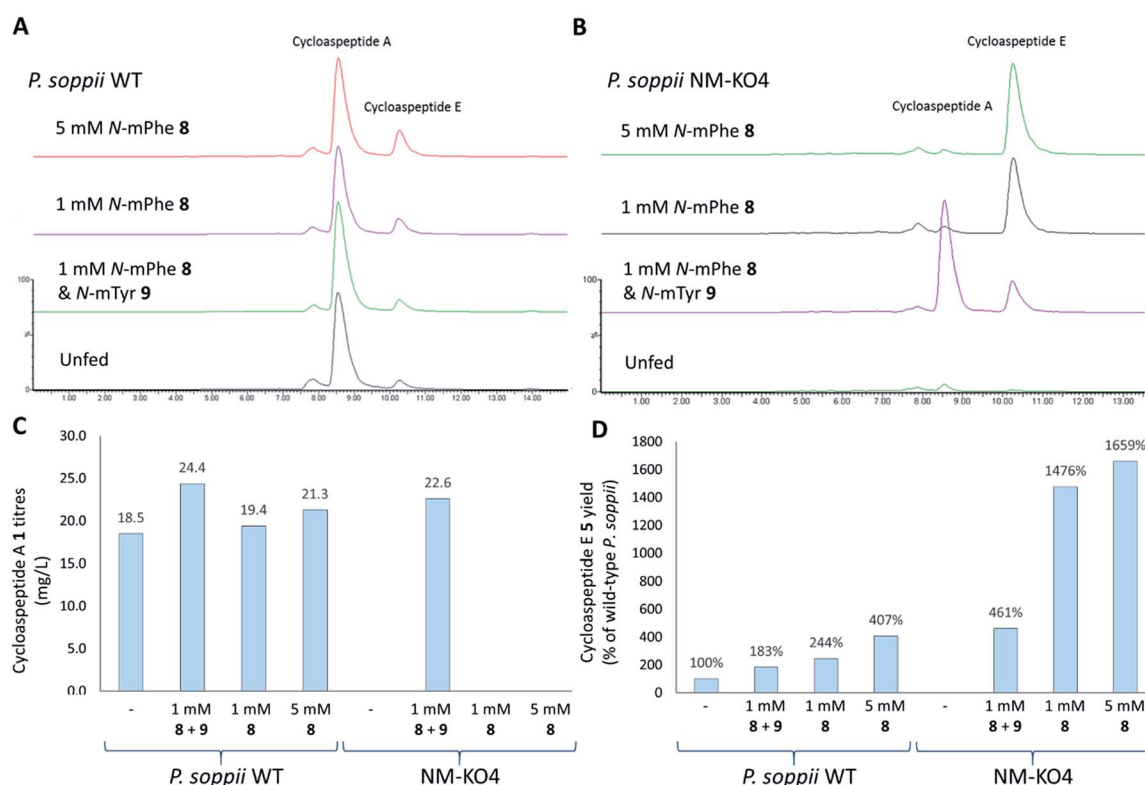 A
Cycloaspeptide A
P. soppii WT
Cycloaspeptide E
5 mM N-mPhe 8
1 mM N-mPhe 8
1 mM N-mPhe 8
& N-mTyr 9
Unfed
100
%
0
1.00 2.00 3.00 4.00 5.00 6.00 7.00 8.00 9.00 10.00 11.00 12.00 13.00 14.00
B
Cycloaspeptide E
P. soppii NM-KO4
Cycloaspeptide A
5 mM N-mPhe 8
1 mM N-mPhe 8
1 mM N-mPhe 8
& N-mTyr 9
Unfed
100
%
0
1.00 2.00 3.00 4.00 5.00 6.00 7.00 8.00 9.00 10.00 11.00 12.00 13.00
C
Cycloaspeptide A 1 titres
(mg/L)
30.0
25.0
20.0
15.0
10.0
5.0
0.0
18.5
24.4
19.4
21.3
22.6
- 1 mM 1 mM 5 mM - 1 mM 1 mM 5 mM
8 + 9 8 8 8 + 9 8 8
P. soppii WT NM-KO4
D
Cycloaspeptide E 5 yield
(% of wild-type P. soppii)
1800
1600
1400
1200
1000
800
600
400
200
0
100%
183%
244%
407%
461%
1476%
1659%
- 1 mM 1 mM 5 mM - 1 mM 1 mM 5 mM
8 + 9 8 8 8 + 9 8 8
P. soppii WT NM-KO4